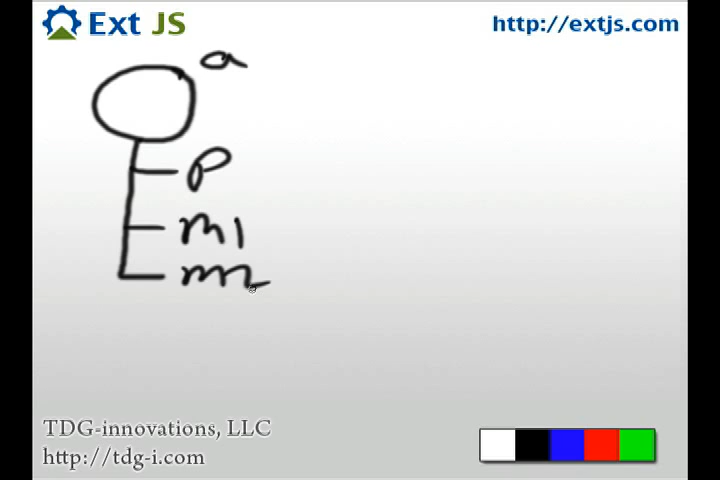 Ext JS
http://extjs.com
a
p
m1
m2
TDG-innovations, LLC
http://tdg-i.com